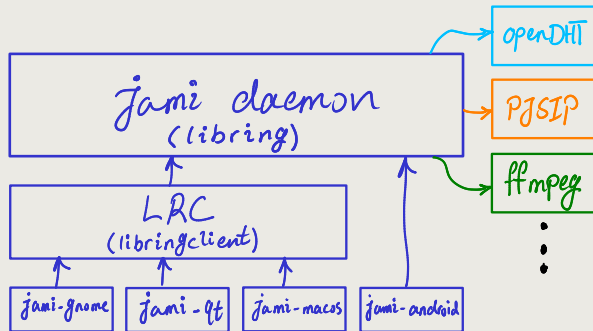 openDHT
jami daemon
(libring)
PJSIP
ffmpeg
LRC
(libringclient)
jami-gnome
jami-qt
jami-macos
jami-android